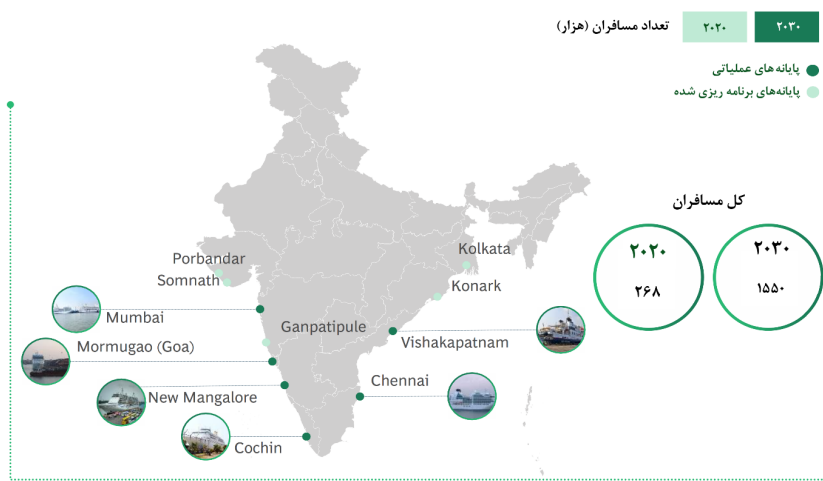 تعداد مسافران (هزار) ۲۰۲۰ ۲۰۳۰
پایانه‌های عملیاتی
پایانه‌های برنامه ریزی شده
کل مسافران
۲۰۳۰
۱۵۵۰
۲۰۲۰
۲۶۸
Kolkata
Konark
Porbandar
Somnath
Mumbai
Ganpatipule
Vishakapatnam
Mormugao (Goa)
Chennai
New Mangalore
Cochin